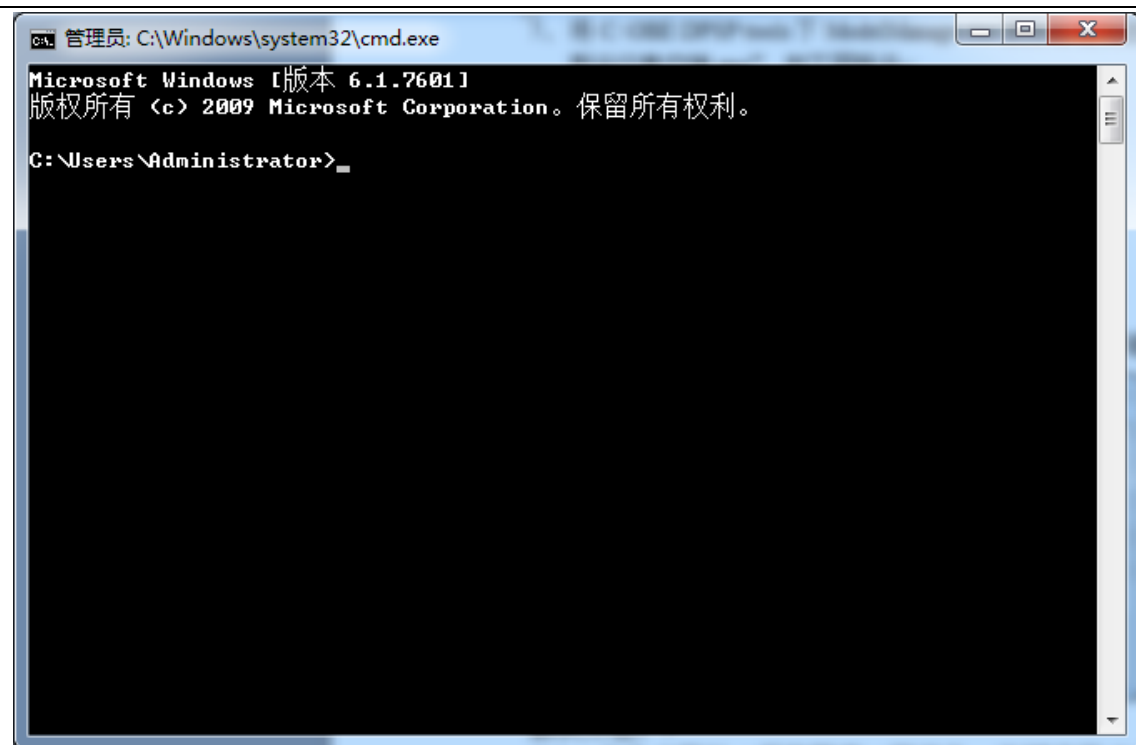 管理员: C:\Windows\system32\cmd.exe
Microsoft Windows [版本 6.1.7601]
版权所有 (c) 2009 Microsoft Corporation。保留所有权利。
C:\Users\Administrator>_